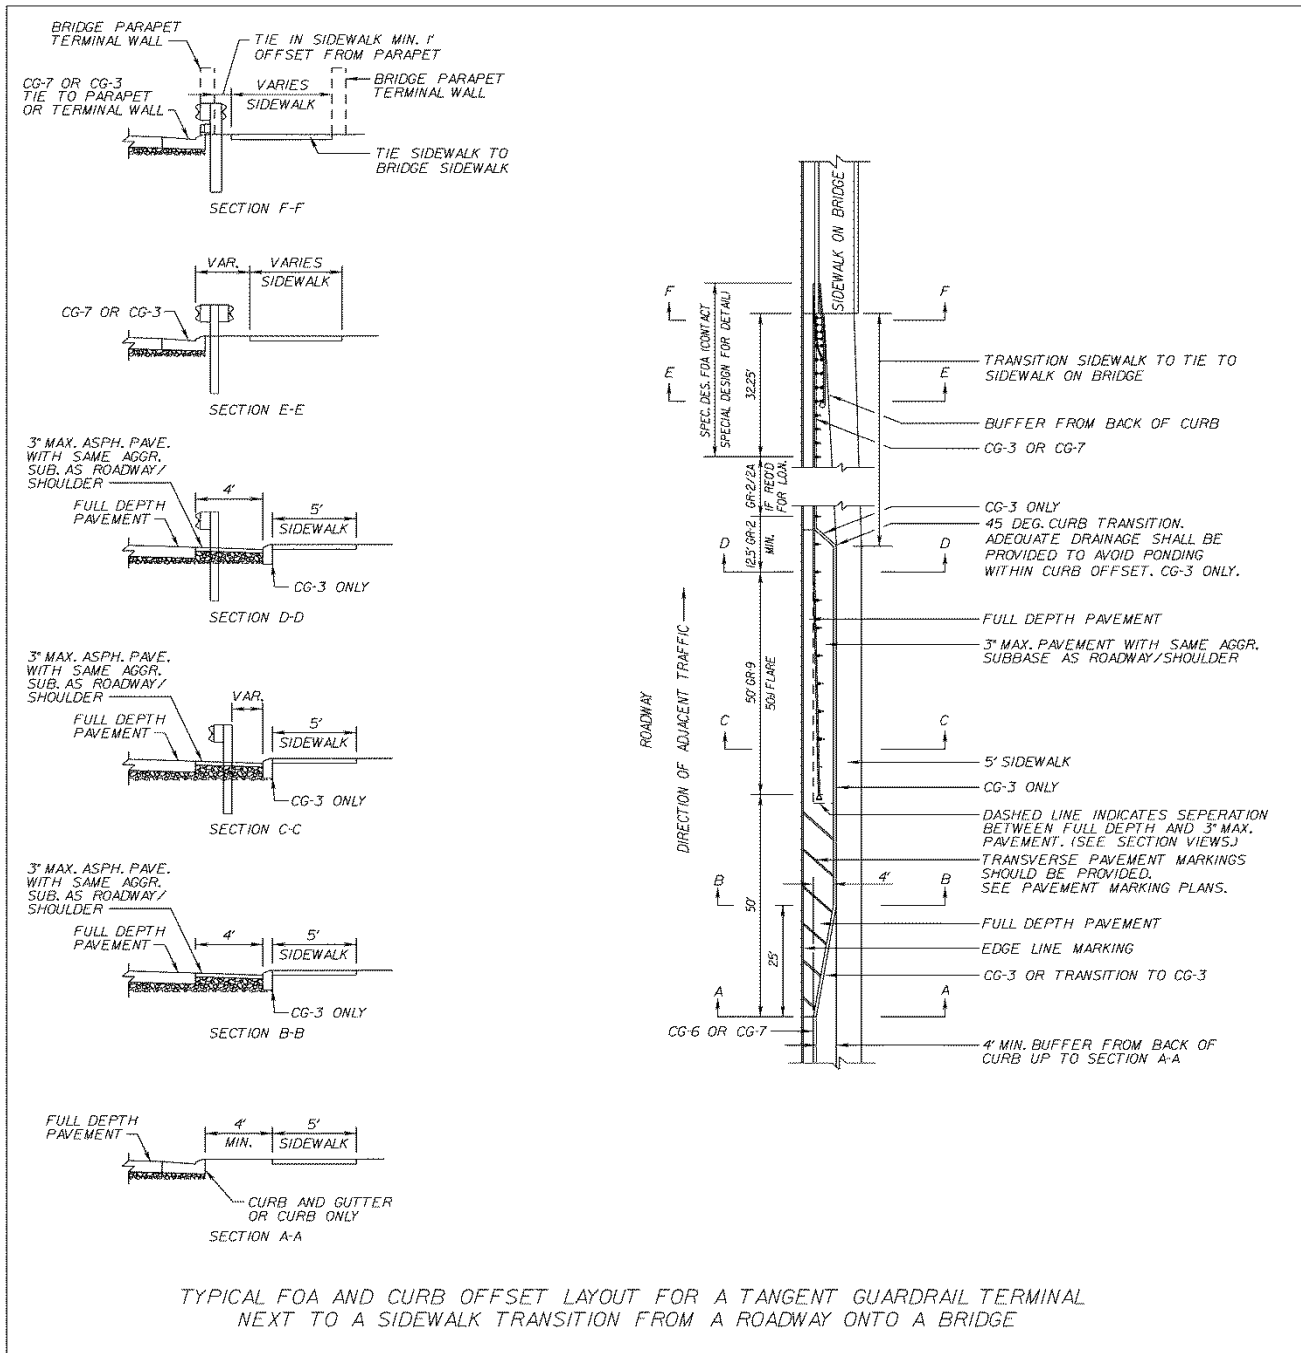 BRIDGE PARAPET
TERMINAL WALL
TIE IN SIDEWALK MIN. 1'
OFFSET FROM PARAPET
CG-7 OR CG-3
TIE TO PARAPET
OR TERMINAL WALL
VARIES
SIDEWALK
BRIDGE PARAPET
TERMINAL WALL
TIE SIDEWALK TO
BRIDGE SIDEWALK
SECTION F-F
VAR.
VARIES
SIDEWALK
CG-7 OR CG-3
SECTION E-E
3" MAX. ASPH. PAVE.
WITH SAME AGGR.
SUB. AS ROADWAY/
SHOULDER
FULL DEPTH
PAVEMENT
4'
5'
SIDEWALK
CG-3 ONLY
SECTION D-D
3" MAX. ASPH. PAVE.
WITH SAME AGGR.
SUB. AS ROADWAY/
SHOULDER
VAR.
FULL DEPTH
PAVEMENT
5'
SIDEWALK
CG-3 ONLY
SECTION C-C
3" MAX. ASPH. PAVE.
WITH SAME AGGR.
SUB. AS ROADWAY/
SHOULDER
FULL DEPTH
PAVEMENT
4'
5'
SIDEWALK
CG-3 ONLY
SECTION B-B
FULL DEPTH
PAVEMENT
4'
MIN.
5'
SIDEWALK
CURB AND GUTTER
OR CURB ONLY
SECTION A-A
SIDEWALK ON BRIDGE
F
F
SPEC. DES. FOA (CONTACT
SPECIAL DESIGN FOR DETAIL)
32.25'
E
E
TRANSITION SIDEWALK TO TIE TO
SIDEWALK ON BRIDGE
BUFFER FROM BACK OF CURB
CG-3 OR CG-7
GR-2/2A
IF REQ'D
FOR L.O.N.
CG-3 ONLY
45 DEG. CURB TRANSITION.
ADEQUATE DRAINAGE SHALL BE
PROVIDED TO AVOID PONDING
WITHIN CURB OFFSET. CG-3 ONLY.
12.5' GR-2
MIN.
D
D
FULL DEPTH PAVEMENT
3" MAX. PAVEMENT WITH SAME AGGR.
SUBBASE AS ROADWAY/SHOULDER
ROADWAY
DIRECTION OF ADJACENT TRAFFIC
50' GR-9
50:1 FLARE
C
C
5' SIDEWALK
CG-3 ONLY
DASHED LINE INDICATES SEPERATION
BETWEEN FULL DEPTH AND 3" MAX.
PAVEMENT. (SEE SECTION VIEWS.)
TRANSVERSE PAVEMENT MARKINGS
SHOULD BE PROVIDED.
SEE PAVEMENT MARKING PLANS.
4'
B
B
50'
25'
FULL DEPTH PAVEMENT
EDGE LINE MARKING
CG-3 OR TRANSITION TO CG-3
A
A
CG-6 OR CG-7
4' MIN. BUFFER FROM BACK OF
CURB UP TO SECTION A-A
TYPICAL FOA AND CURB OFFSET LAYOUT FOR A TANGENT GUARDRAIL TERMINAL
NEXT TO A SIDEWALK TRANSITION FROM A ROADWAY ONTO A BRIDGE